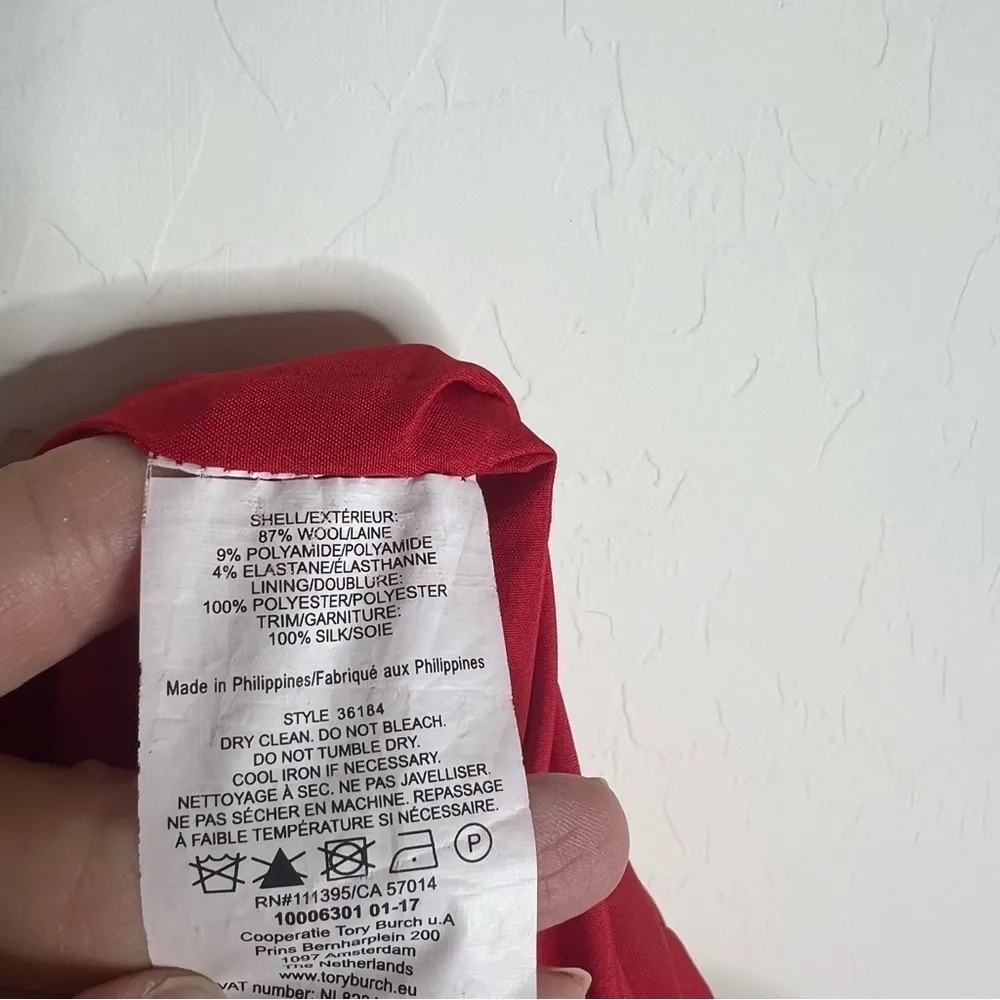 SHELL/EXTÉRIEUR:
87% WOOL/LAINE
9% POLYAMIDE/POLYAMIDE
4% ELASTANE/ÉLASTHANNE
LINING/DOUBLURE:
100% POLYESTER/POLYESTER
TRIM/GARNITURE:
100% SILK/SOIE
Made in Philippines/Fabriqué aux Philippines
STYLE 36184
DRY CLEAN. DO NOT BLEACH.
DO NOT TUMBLE DRY.
COOL IRON IF NECESSARY.
NETTOYAGE À SEC. NE PAS JAVELLISER.
NE PAS SÉCHER EN MACHINE. REPASSAGE
À FAIBLE TEMPÉRATURE SI NÉCESSAIRE.
P
RN#111395/CA 57014
10006301 01-17
Cooperatie Tory Burch u.A
Prins Bernharplein 200
1097 Amsterdam
The Netherlands
www.toryburch.eu
VAT number: